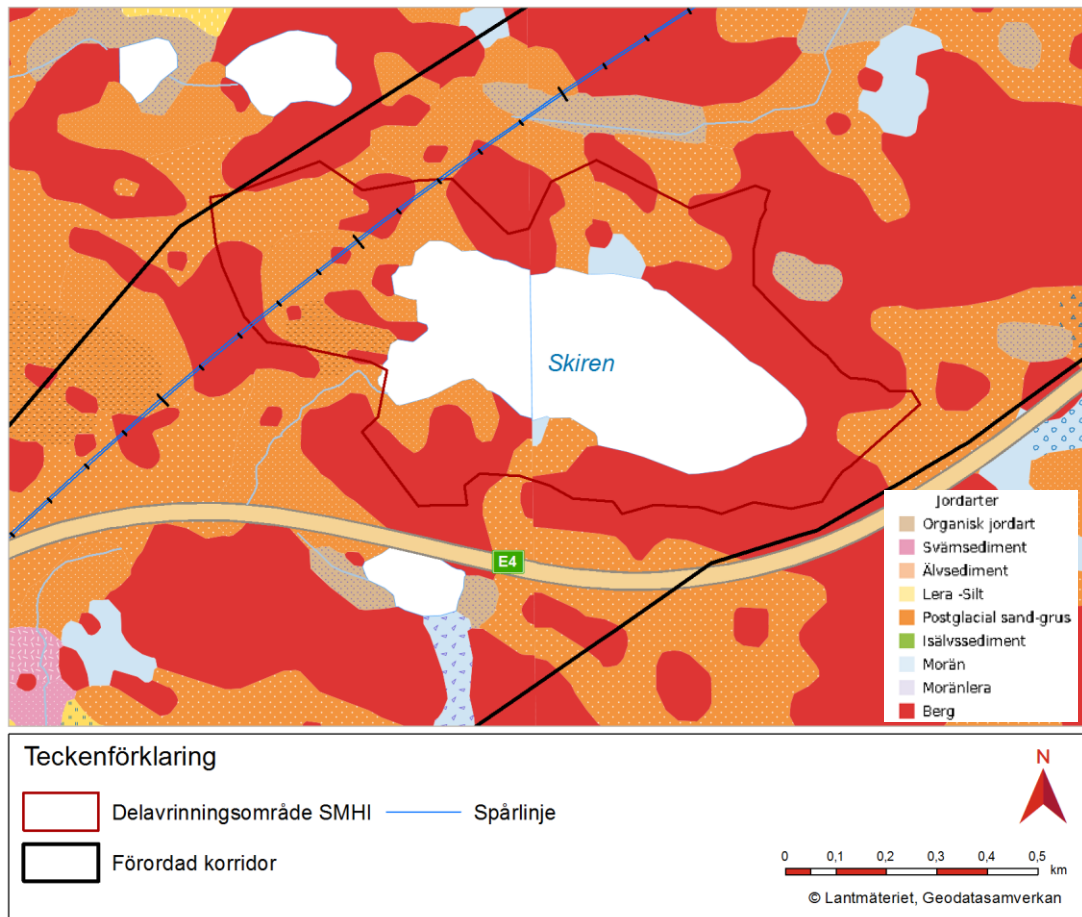 Skiren
E4
Jordarter
Organisk jordart
Svämsediment
Älvsediment
Lera -Silt
Postglacial sand-grus
Isälvssediment
Morän
Moränlera
Berg
Teckenförklaring
Delavrinningsområde SMHI
Spårlinje
Förordad korridor
N
0 0,1 0,2 0,3 0,4 0,5
km
© Lantmäteriet, Geodatasamverkan